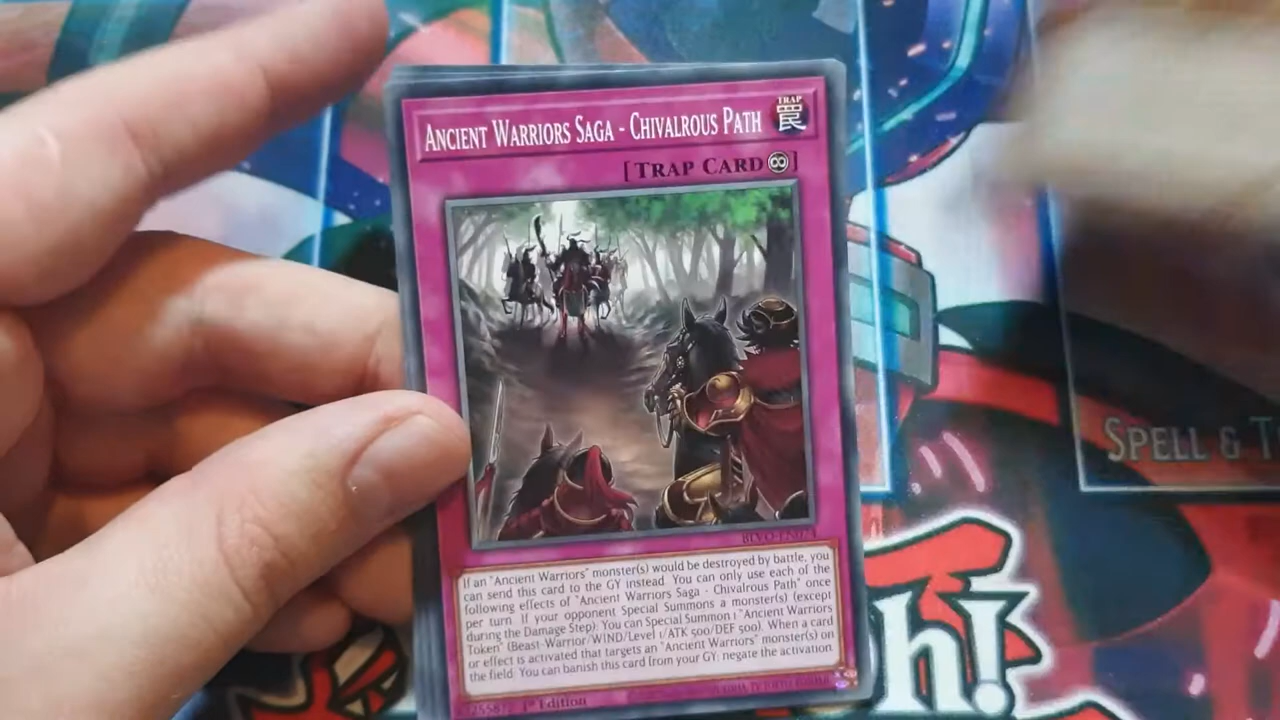 ANCIENT WARRIORS SAGA - CHIVALROUS PATH
TRAP
罠
[TRAP CARD ∞]
BLVO-EN074
If an "Ancient Warriors" monster(s) would be destroyed by battle, you
can send this card to the GY instead. You can only use each of the
following effects of "Ancient Warriors Saga - Chivalrous Path" once
per turn. If your opponent Special Summons a monster(s) (except
during the Damage Step): You can Special Summon 1 "Ancient Warriors
Token" (Beast-Warrior/WIND/Level 1/ATK 500/DEF 500). When a card
or effect is activated that targets an "Ancient Warriors" monster(s) on
the field: You can banish this card from your GY; negate the activation
1st Edition
SPELL & T
oh!